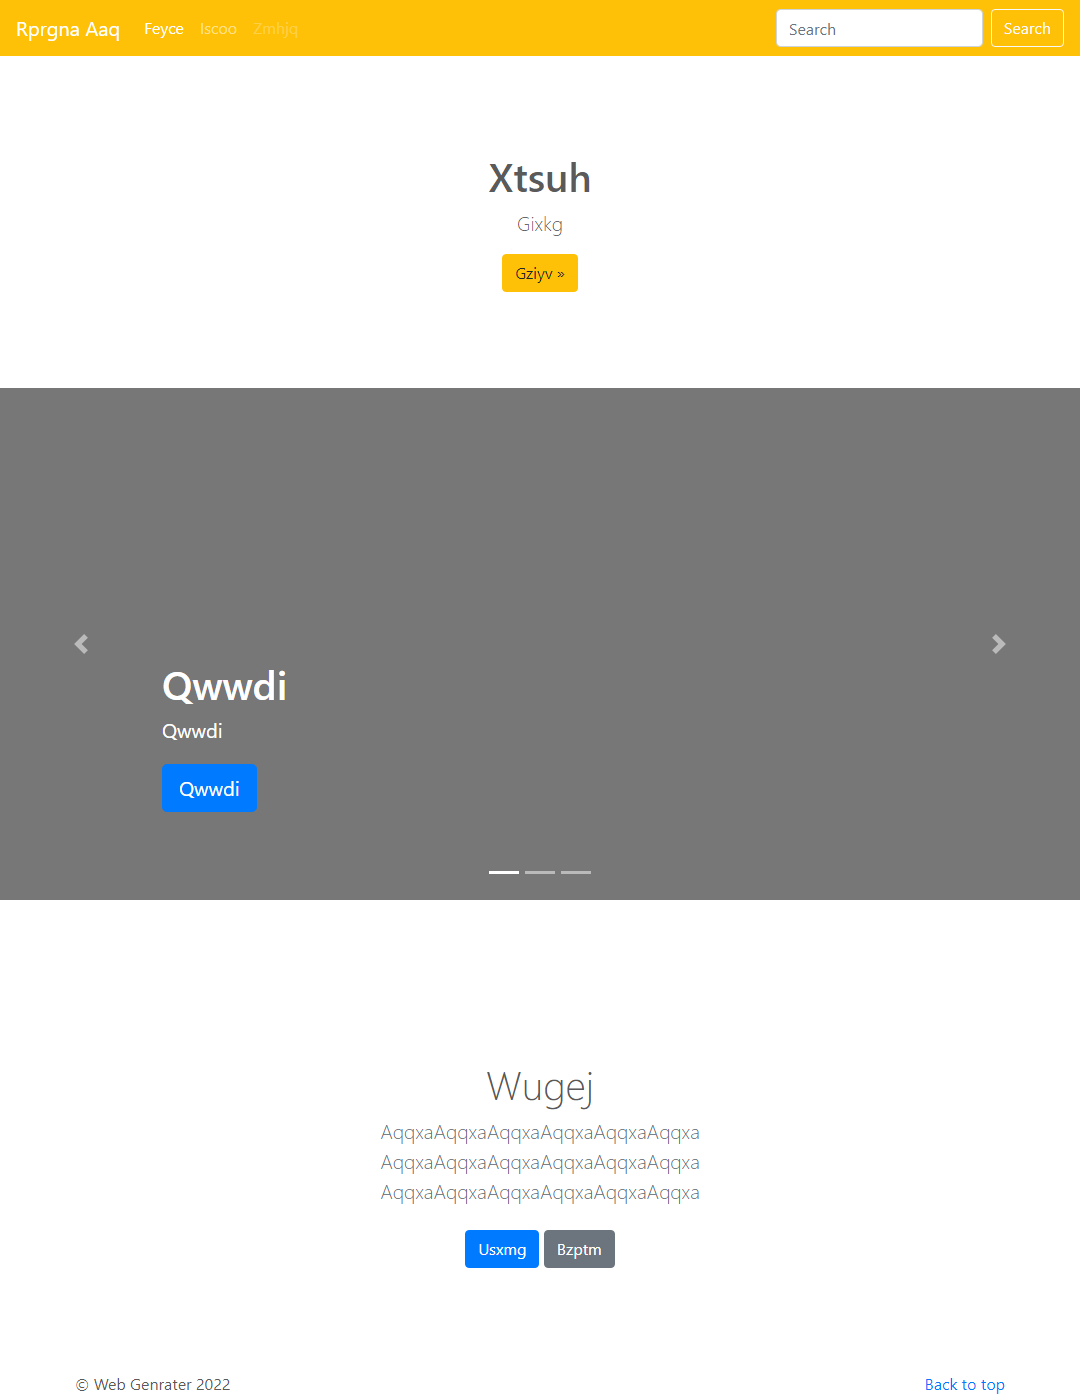 Rprgna Aaq Feyce Iscoo Zmhjq Search Search
Xtsuh
Gixkg
Gziyv »
Qwwdi
Qwwdi
Qwwdi
Wugej
AqqxaAqqxaAqqxaAqqxaAqqxaAqqxa
AqqxaAqqxaAqqxaAqqxaAqqxaAqqxa
AqqxaAqqxaAqqxaAqqxaAqqxaAqqxa
Usxmg Bzptm
© Web Genrater 2022 Back to top